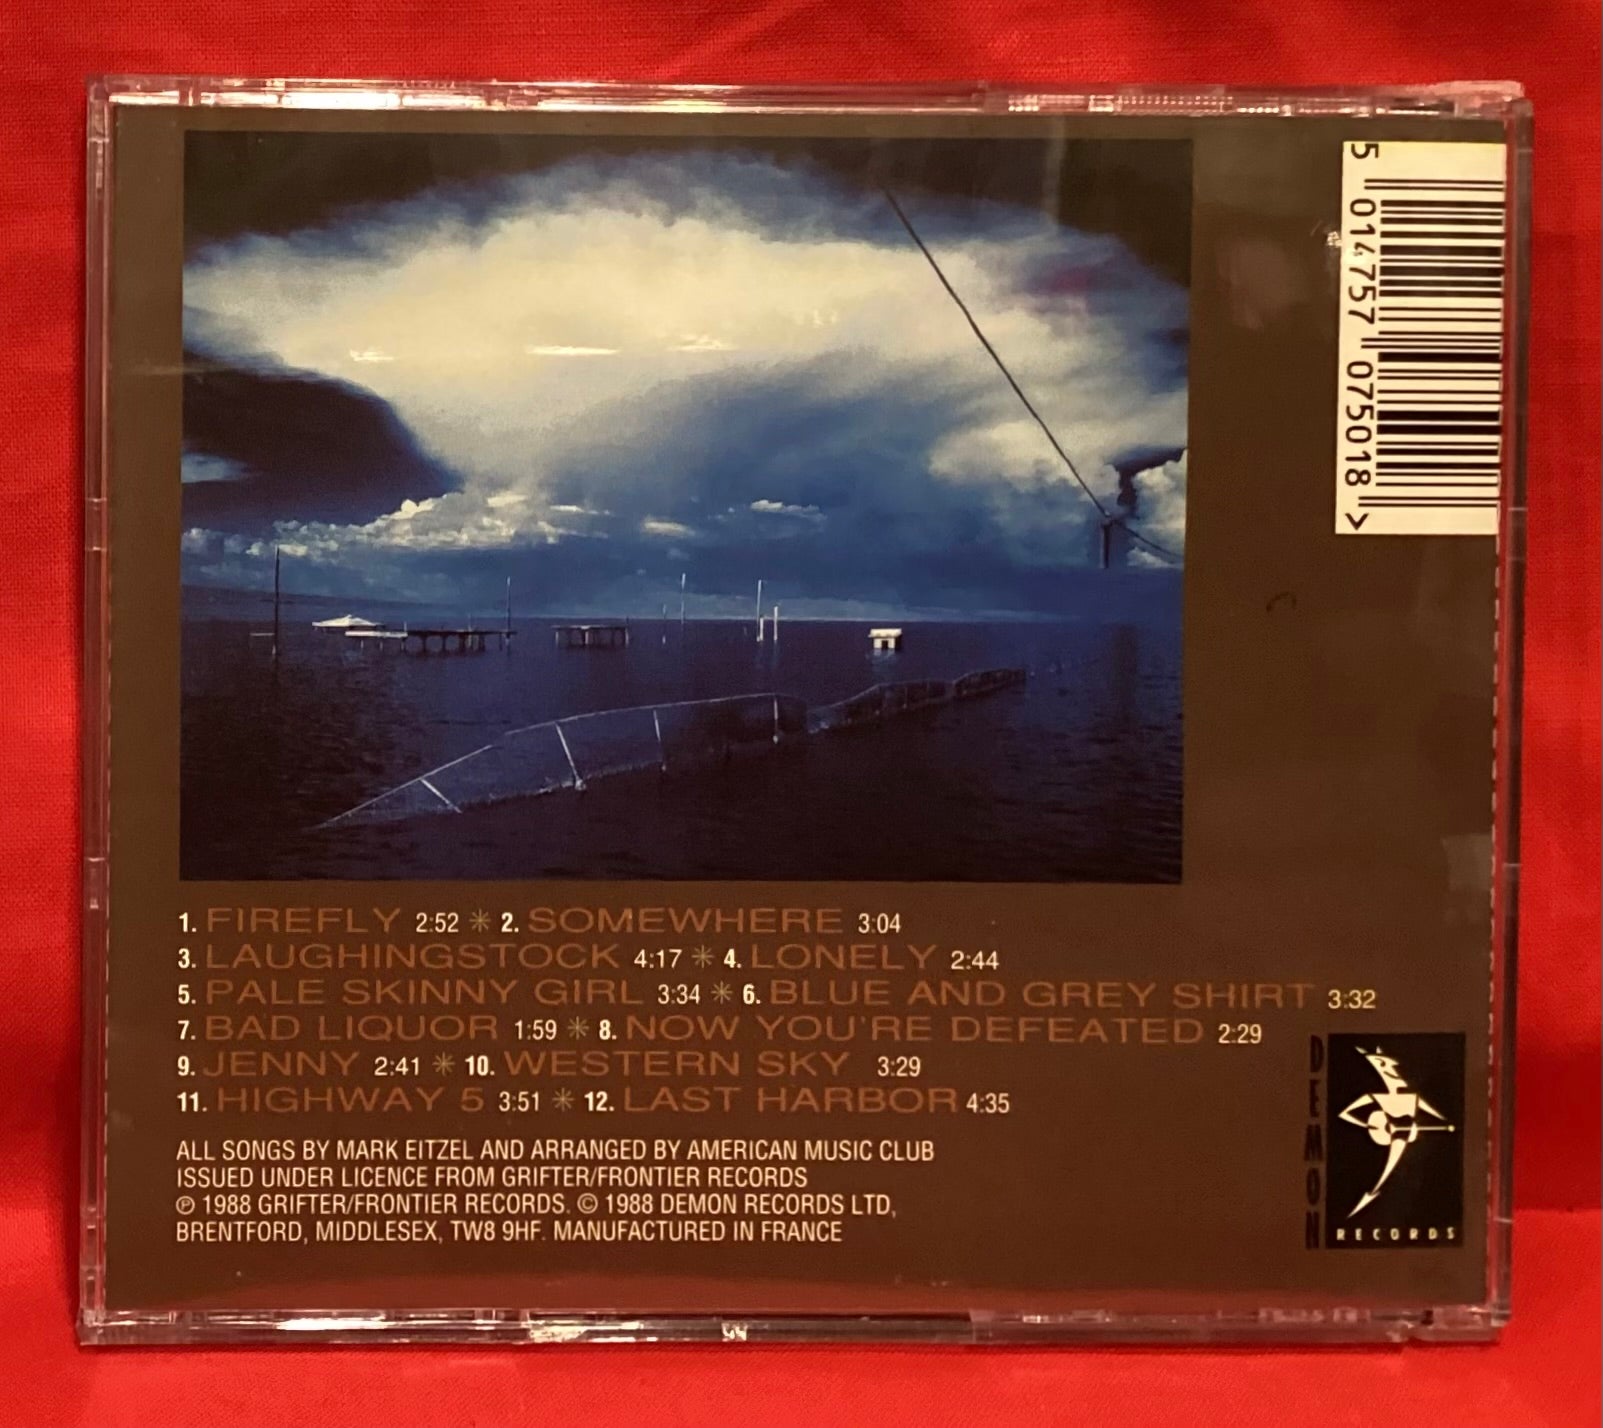 5 014757 075018 >
1. FIREFLY 2:52 ✳ 2. SOMEWHERE 3:04
3. LAUGHINGSTOCK 4:17 ✳ 4. LONELY 2:44
5. PALE SKINNY GIRL 3:34 ✳ 6. BLUE AND GREY SHIRT 3:32
7. BAD LIQUOR 1:59 ✳ 8. NOW YOU'RE DEFEATED 2:29
9. JENNY 2:41 ✳ 10. WESTERN SKY 3:29
11. HIGHWAY 5 3:51 ✳ 12. LAST HARBOR 4:35
ALL SONGS BY MARK EITZEL AND ARRANGED BY AMERICAN MUSIC CLUB
ISSUED UNDER LICENCE FROM GRIFTER/FRONTIER RECORDS
℗ 1988 GRIFTER/FRONTIER RECORDS. © 1988 DEMON RECORDS LTD,
BRENTFORD, MIDDLESEX, TW8 9HF. MANUFACTURED IN FRANCE
DEMON
RECORDS